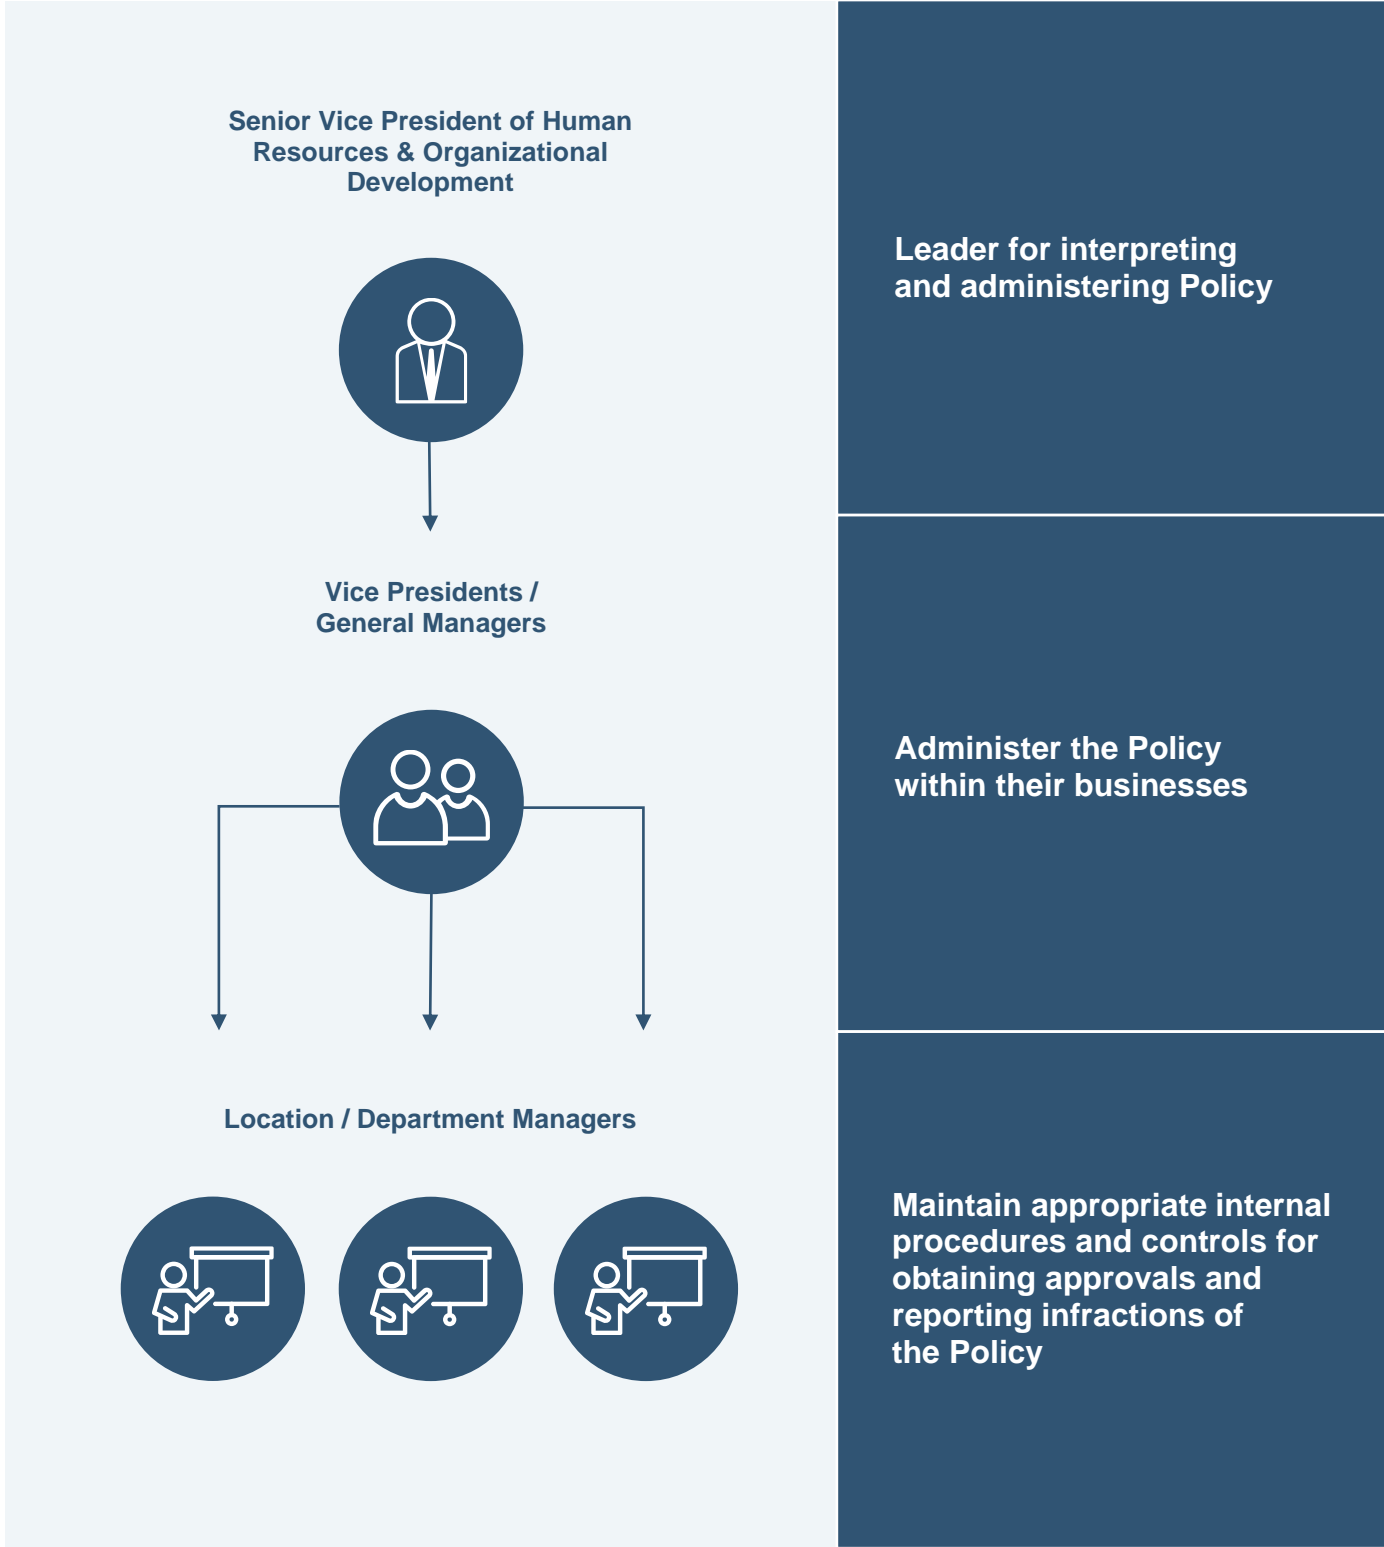 Senior Vice President of Human
Resources & Organizational
Development
Leader for interpreting
and administering Policy
Vice Presidents /
General Managers
Administer the Policy
within their businesses
Location / Department Managers
Maintain appropriate internal
procedures and controls for
obtaining approvals and
reporting infractions of
the Policy